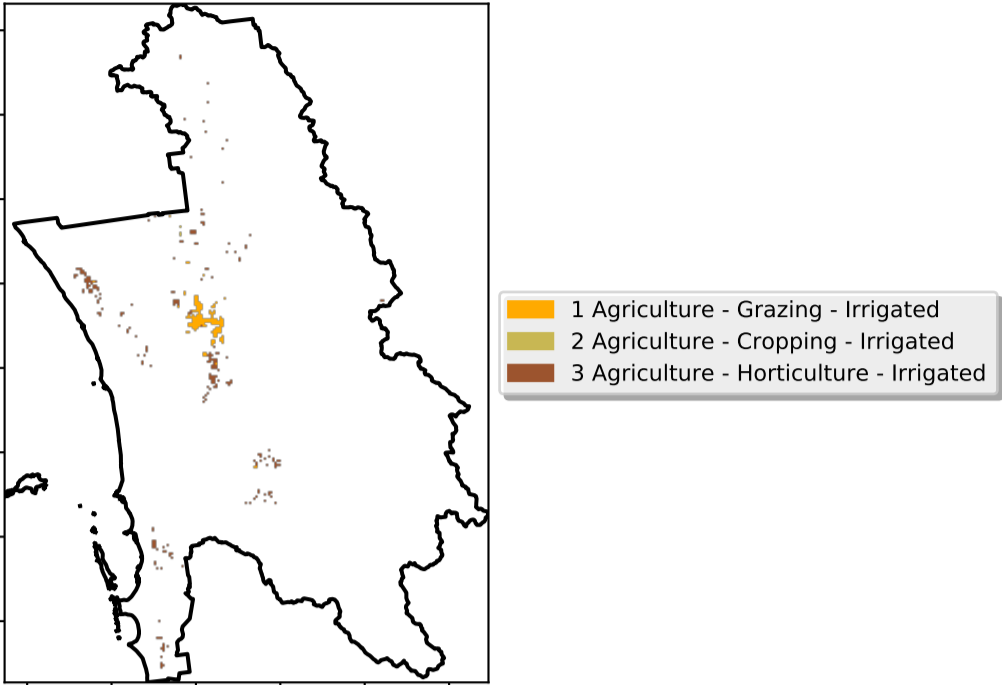 1 Agriculture - Grazing - Irrigated
2 Agriculture - Cropping - Irrigated
3 Agriculture - Horticulture - Irrigated